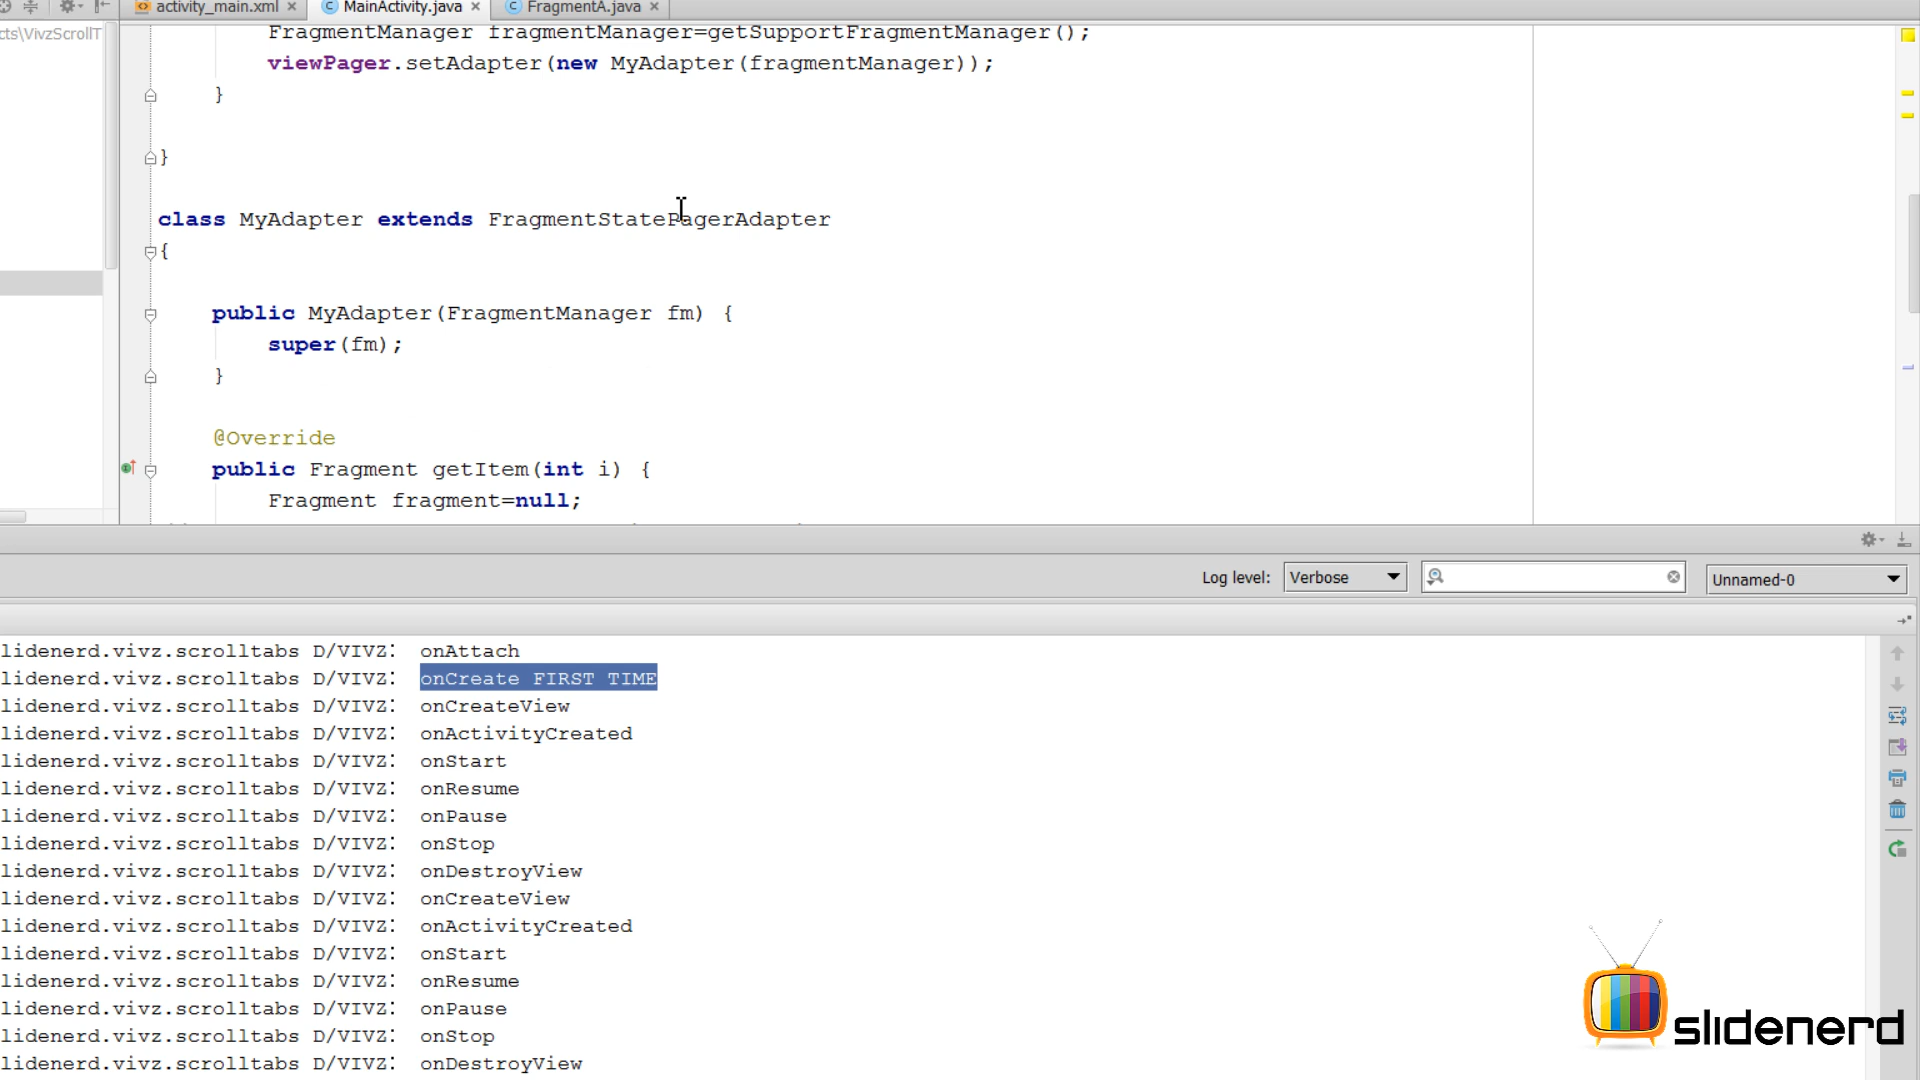 activity_main.xml MainActivity.java FragmentA.java
cts\VivzScrollT
FragmentManager fragmentManager=getSupportFragmentManager();
viewPager.setAdapter(new MyAdapter(fragmentManager));
}
}
class MyAdapter extends FragmentStatePagerAdapter
{
public MyAdapter(FragmentManager fm) {
super(fm);
}
@Override
public Fragment getItem(int i) {
Fragment fragment=null;
Log level: Verbose Unnamed-0
lidenerd.vivz.scrolltabs D/VIVZ: onAttach
lidenerd.vivz.scrolltabs D/VIVZ: onCreate FIRST TIME
lidenerd.vivz.scrolltabs D/VIVZ: onCreateView
lidenerd.vivz.scrolltabs D/VIVZ: onActivityCreated
lidenerd.vivz.scrolltabs D/VIVZ: onStart
lidenerd.vivz.scrolltabs D/VIVZ: onResume
lidenerd.vivz.scrolltabs D/VIVZ: onPause
lidenerd.vivz.scrolltabs D/VIVZ: onStop
lidenerd.vivz.scrolltabs D/VIVZ: onDestroyView
lidenerd.vivz.scrolltabs D/VIVZ: onCreateView
lidenerd.vivz.scrolltabs D/VIVZ: onActivityCreated
lidenerd.vivz.scrolltabs D/VIVZ: onStart
lidenerd.vivz.scrolltabs D/VIVZ: onResume
lidenerd.vivz.scrolltabs D/VIVZ: onPause
lidenerd.vivz.scrolltabs D/VIVZ: onStop
lidenerd.vivz.scrolltabs D/VIVZ: onDestroyView
slidenerd